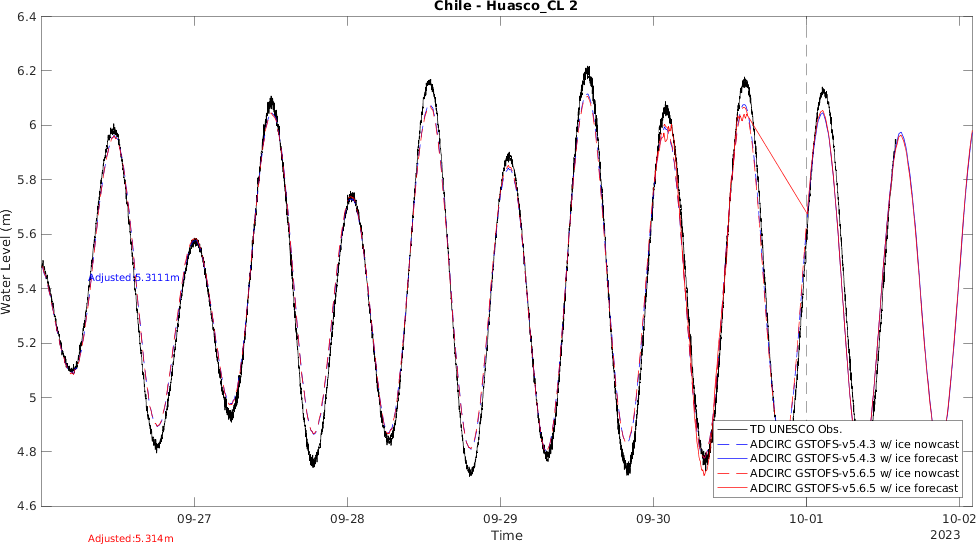 Chile - Huasco_CL 2
6.4
6.2
6
5.8
5.6
5.4
5.2
5
4.8
4.6
Water Level (m)
Adjusted:5.3111m
TD UNESCO Obs.
ADCIRC GSTOFS-v5.4.3 w/ ice nowcast
ADCIRC GSTOFS-v5.4.3 w/ ice forecast
ADCIRC GSTOFS-v5.6.5 w/ ice nowcast
ADCIRC GSTOFS-v5.6.5 w/ ice forecast
09-27 09-28 09-29 09-30 10-01 10-02
Time
2023
Adjusted:5.314m